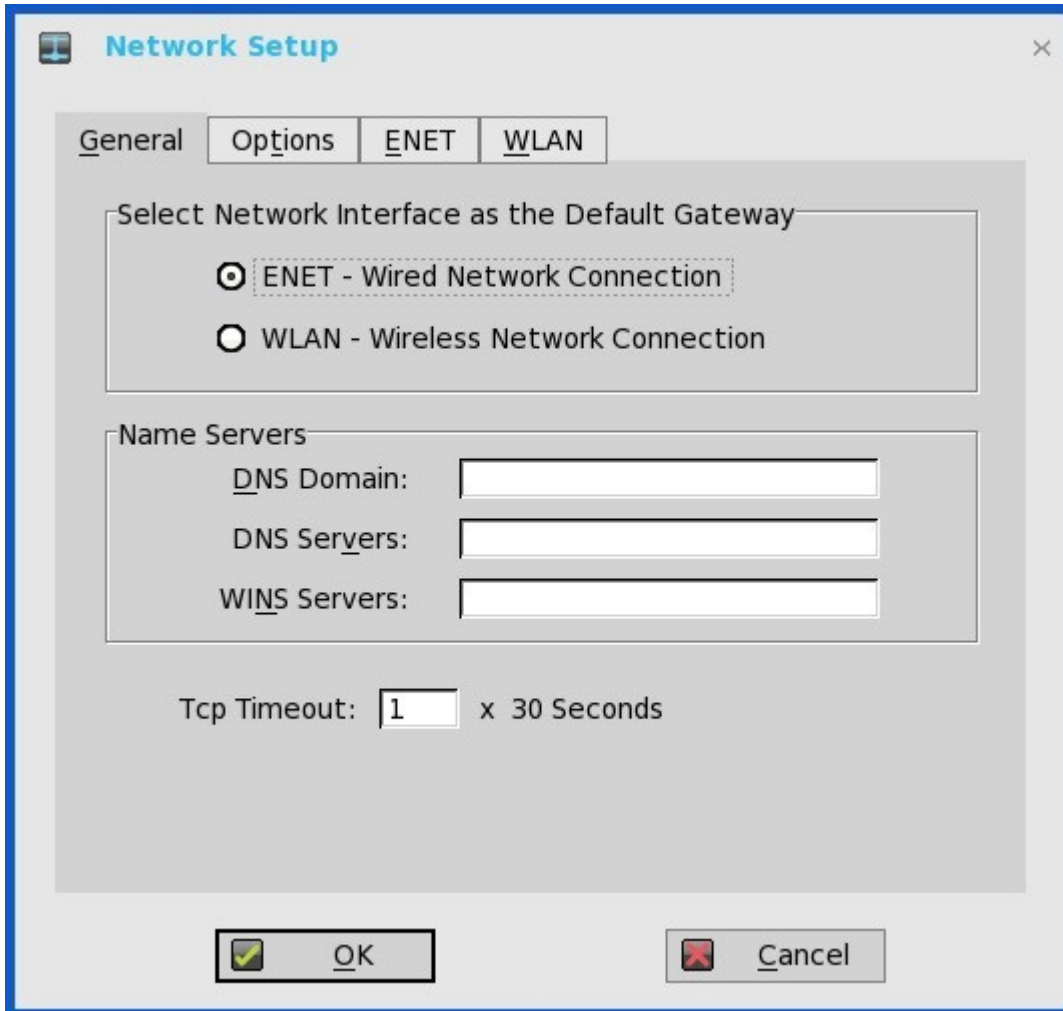 Network Setup
General Options ENET WLAN
Select Network Interface as the Default Gateway
ENET - Wired Network Connection
WLAN - Wireless Network Connection
Name Servers
DNS Domain:
DNS Servers:
WINS Servers:
Tcp Timeout: 1 x 30 Seconds
OK Cancel